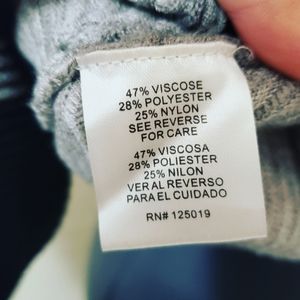 47% VISCOSE
28% POLYESTER
25% NYLON
SEE REVERSE
FOR CARE
47% VISCOSA
28% POLIESTER
25% NILON
VER AL REVERSO
PARA EL CUIDADO
RN# 125019